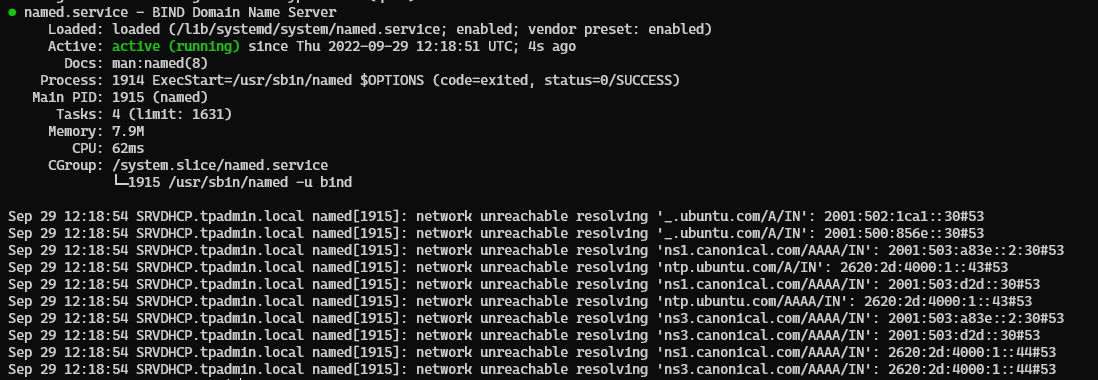 ● named.service - BIND Domain Name Server
Loaded: loaded (/lib/systemd/system/named.service; enabled; vendor preset: enabled)
Active: active (running) since Thu 2022-09-29 12:18:51 UTC; 4s ago
Docs: man:named(8)
Process: 1914 ExecStart=/usr/sbin/named $OPTIONS (code=exited, status=0/SUCCESS)
Main PID: 1915 (named)
Tasks: 4 (limit: 1631)
Memory: 7.9M
CPU: 62ms
CGroup: /system.slice/named.service
└─1915 /usr/sbin/named -u bind
Sep 29 12:18:54 SRVDHCP.tpadmin.local named[1915]: network unreachable resolving '_.ubuntu.com/A/IN': 2001:502:1ca1::30#53
Sep 29 12:18:54 SRVDHCP.tpadmin.local named[1915]: network unreachable resolving '_.ubuntu.com/A/IN': 2001:500:856e::30#53
Sep 29 12:18:54 SRVDHCP.tpadmin.local named[1915]: network unreachable resolving 'ns1.canonical.com/AAAA/IN': 2001:503:a83e::2:30#53
Sep 29 12:18:54 SRVDHCP.tpadmin.local named[1915]: network unreachable resolving 'ntp.ubuntu.com/A/IN': 2620:2d:4000:1::43#53
Sep 29 12:18:54 SRVDHCP.tpadmin.local named[1915]: network unreachable resolving 'ns1.canonical.com/AAAA/IN': 2001:503:d2d::30#53
Sep 29 12:18:54 SRVDHCP.tpadmin.local named[1915]: network unreachable resolving 'ntp.ubuntu.com/AAAA/IN': 2620:2d:4000:1::43#53
Sep 29 12:18:54 SRVDHCP.tpadmin.local named[1915]: network unreachable resolving 'ns3.canonical.com/AAAA/IN': 2001:503:a83e::2:30#53
Sep 29 12:18:54 SRVDHCP.tpadmin.local named[1915]: network unreachable resolving 'ns3.canonical.com/AAAA/IN': 2001:503:d2d::30#53
Sep 29 12:18:54 SRVDHCP.tpadmin.local named[1915]: network unreachable resolving 'ns1.canonical.com/AAAA/IN': 2620:2d:4000:1::44#53
Sep 29 12:18:54 SRVDHCP.tpadmin.local named[1915]: network unreachable resolving 'ns3.canonical.com/AAAA/IN': 2620:2d:4000:1::44#53